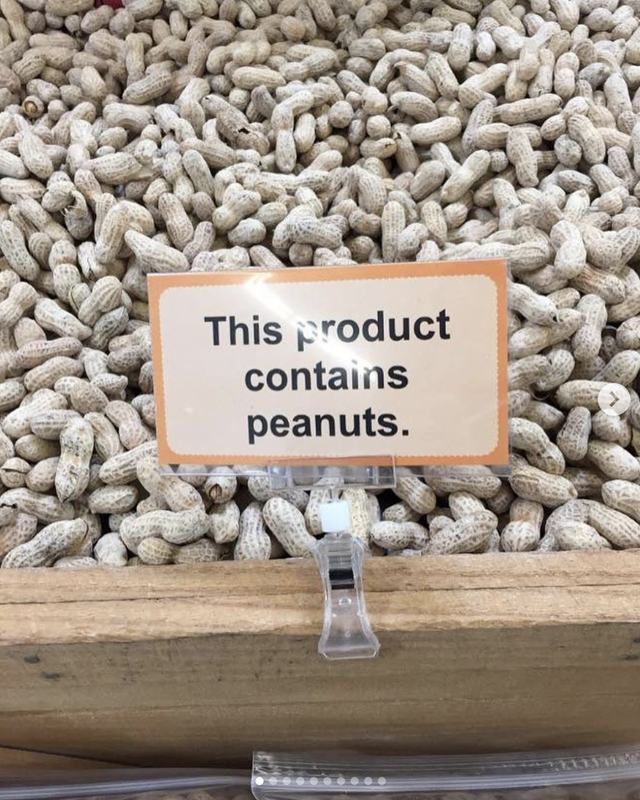 This product
contains
peanuts.